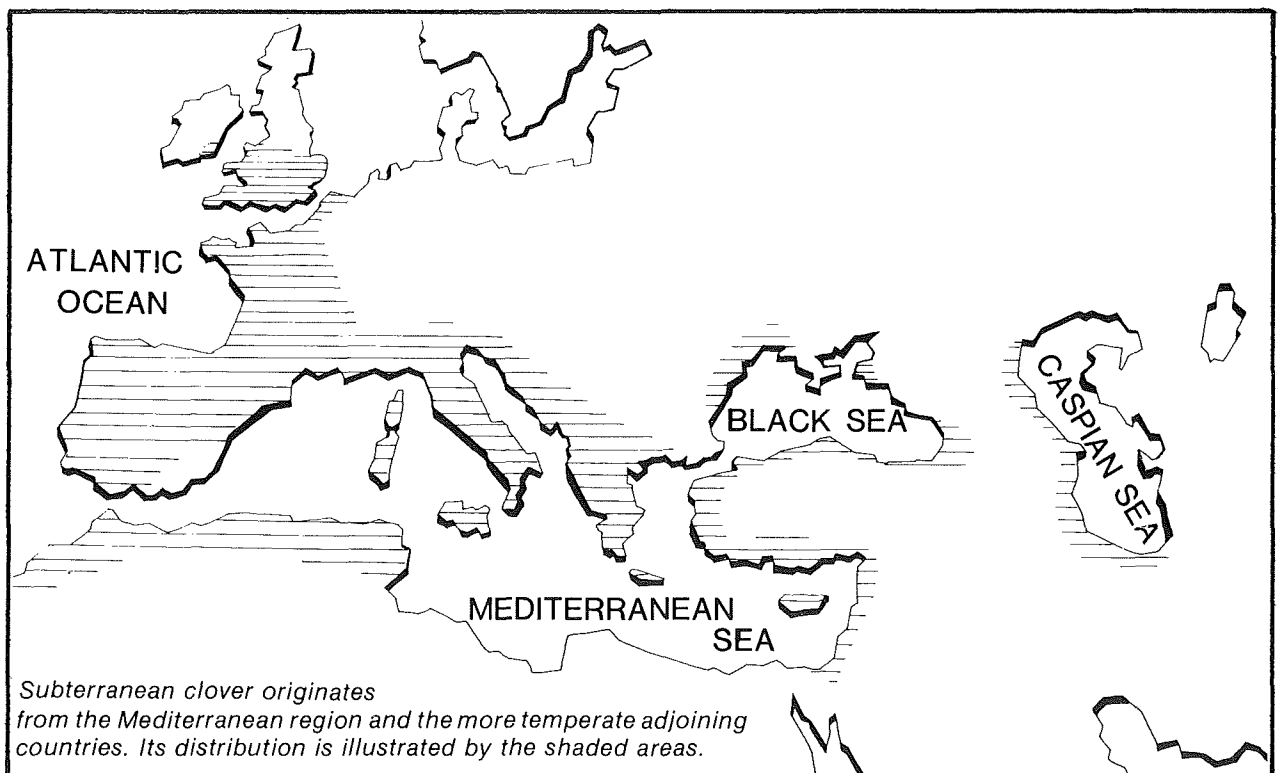 ATLANTIC
OCEAN
BLACK SEA
CASPIAN SEA
MEDITERRANEAN
SEA
Subterranean clover originates
from the Mediterranean region and the more temperate adjoining
countries. Its distribution is illustrated by the shaded areas.